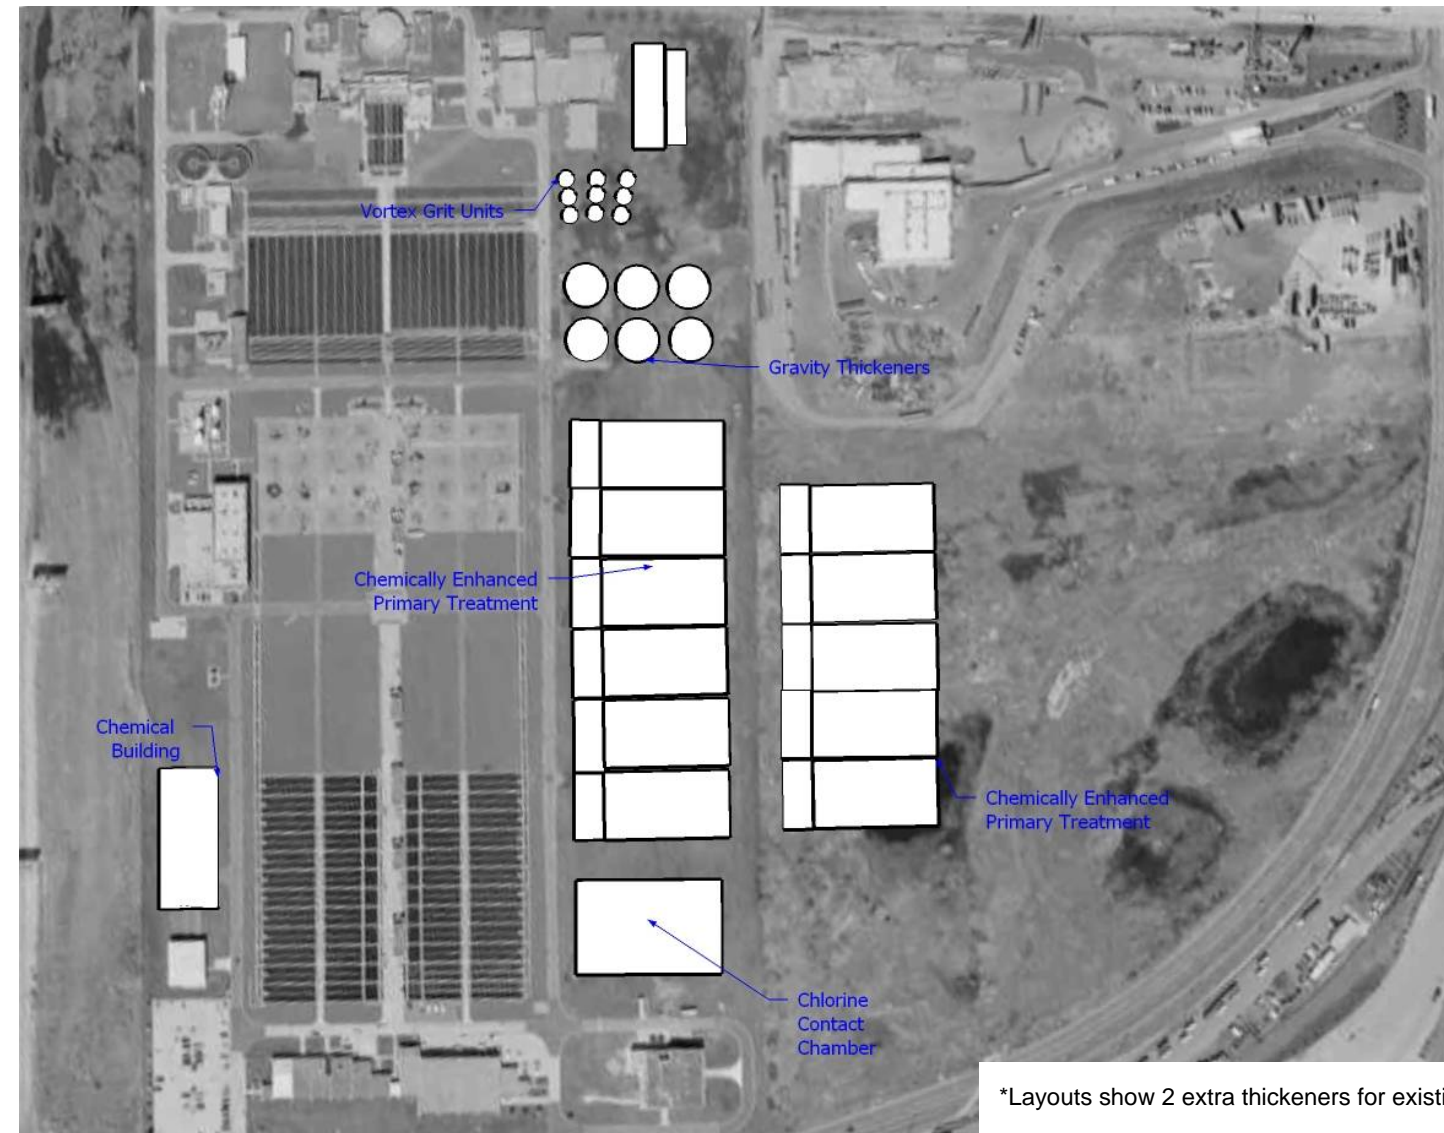 Vortex Grit Units
Gravity Thickeners
Chemically Enhanced
Primary Treatment
Chemical
Building
Chemically Enhanced
Primary Treatment
Chlorine
Contact
Chamber
*Layouts show 2 extra thickeners for existi